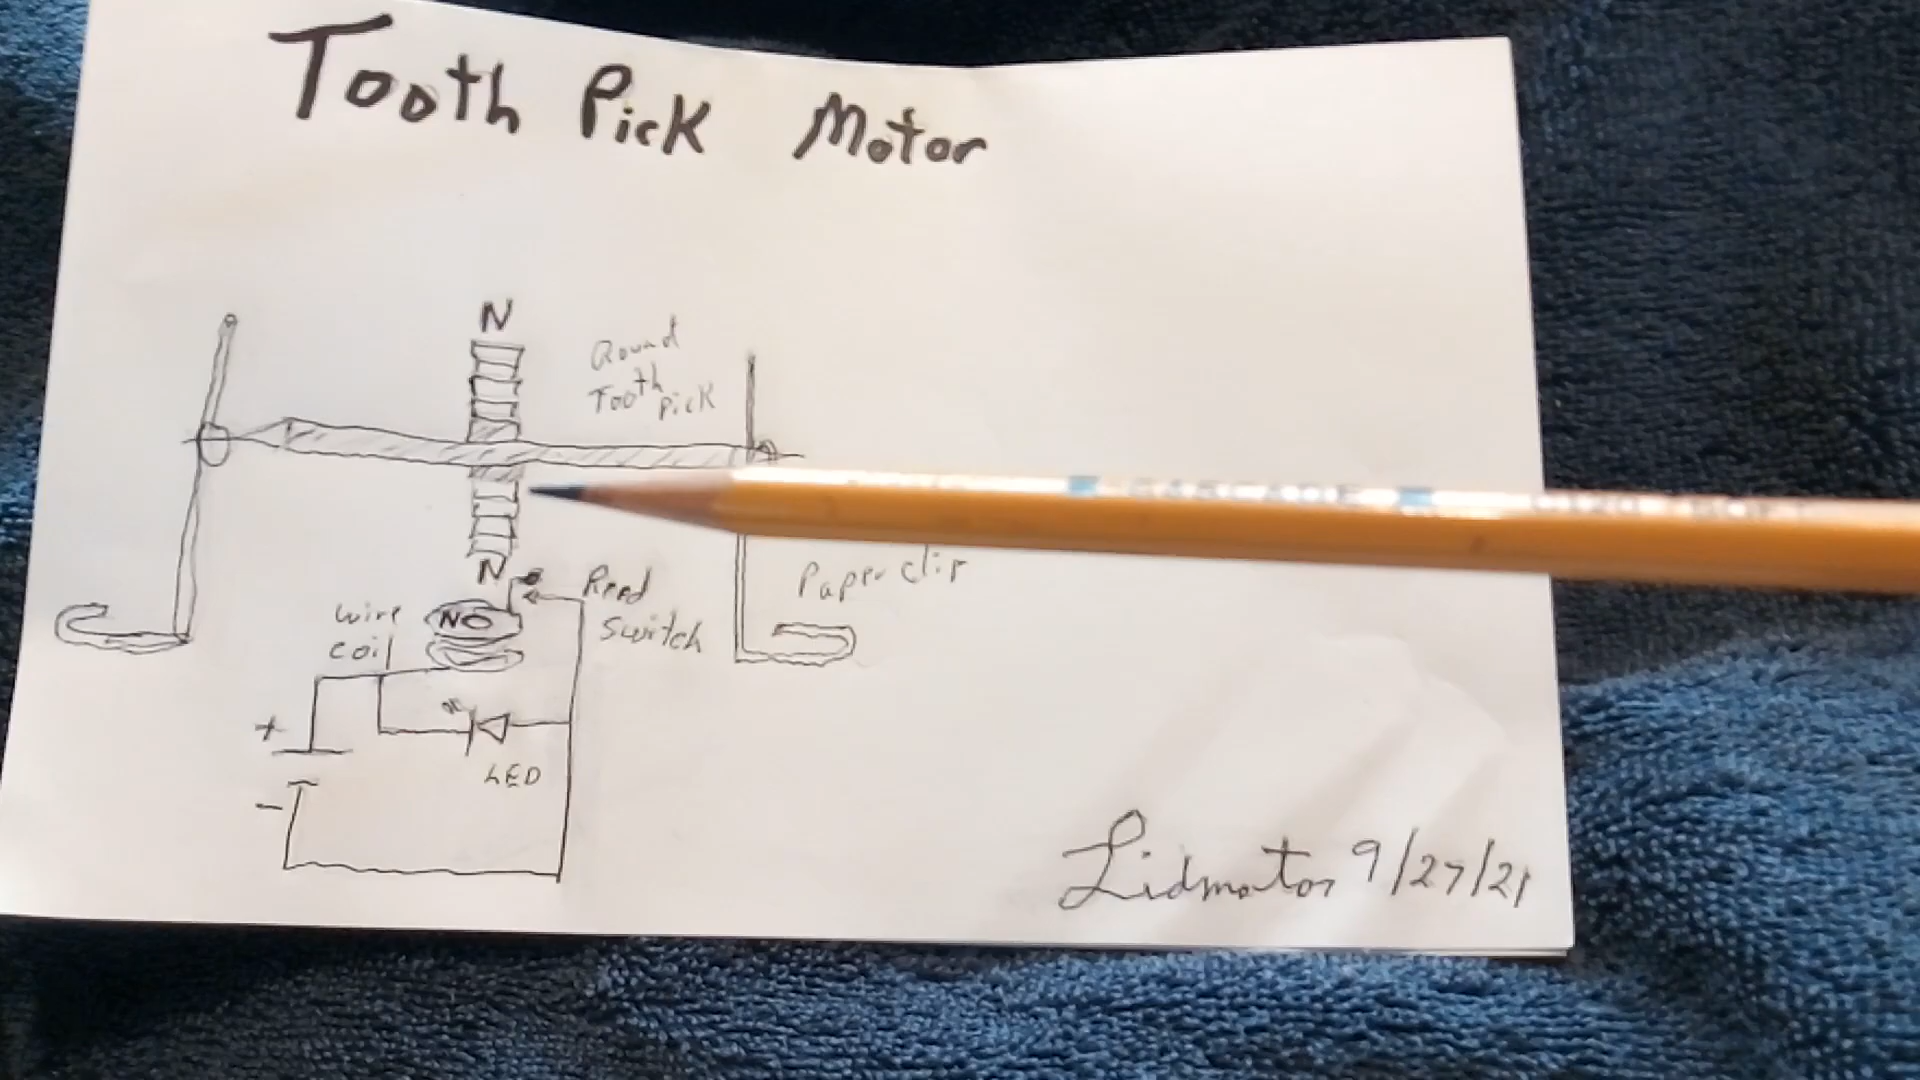 Tooth Pick Motor
N
Round
Tooth
Pick
N
Reed
Switch
Paper clip
wire
coil
NO
+
LED
-
Lidmotor 9/27/21